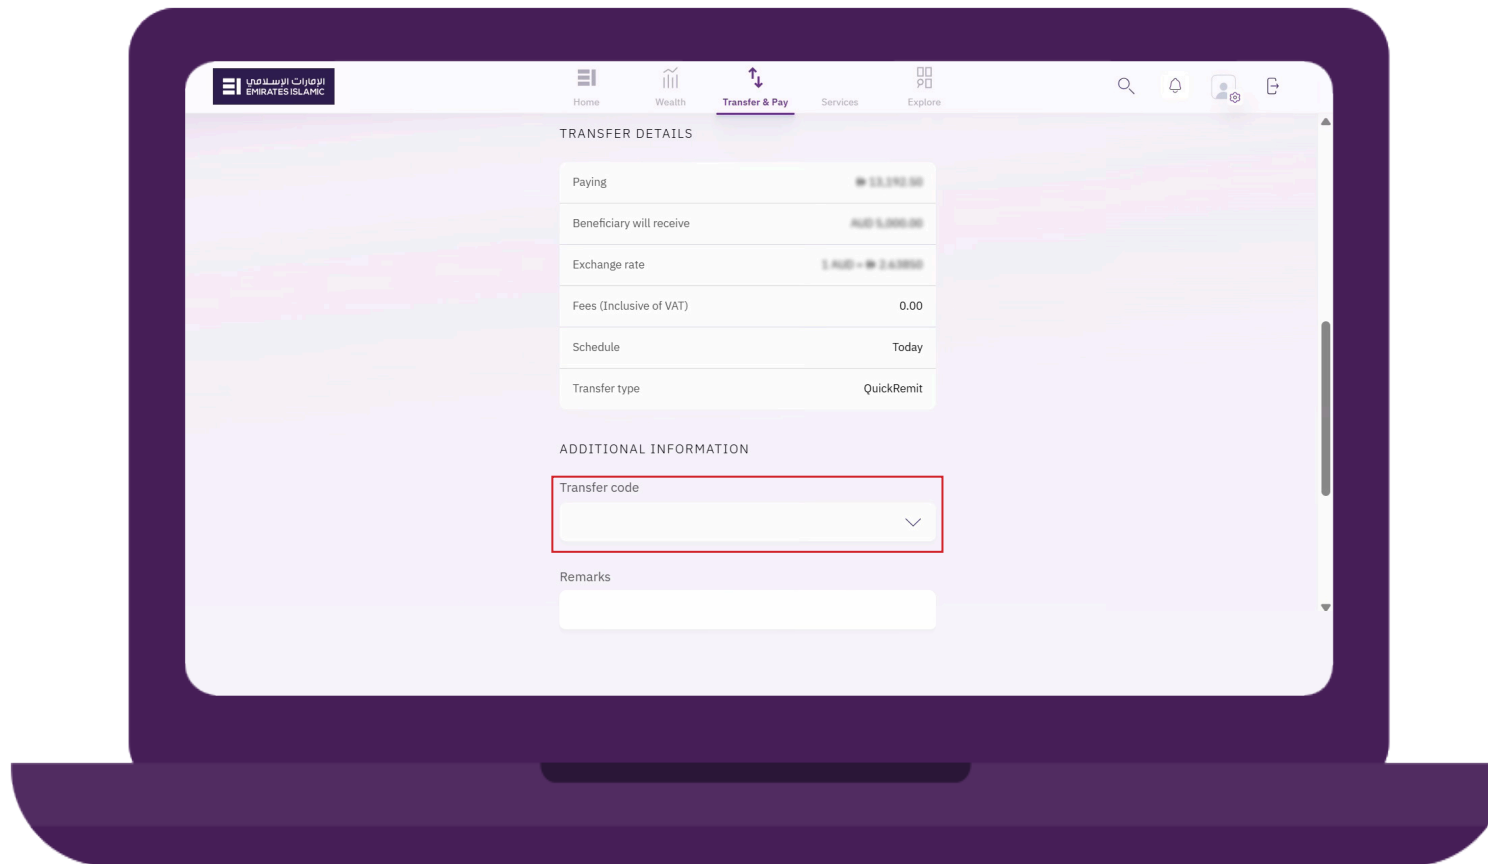 الإمارات الإسلامي
EMIRATES ISLAMIC
Home
Wealth
Transfer & Pay
Services
Explore
TRANSFER DETAILS
Paying
Beneficiary will receive
Exchange rate
Fees (Inclusive of VAT) 0.00
Schedule Today
Transfer type QuickRemit
ADDITIONAL INFORMATION
Transfer code
Remarks